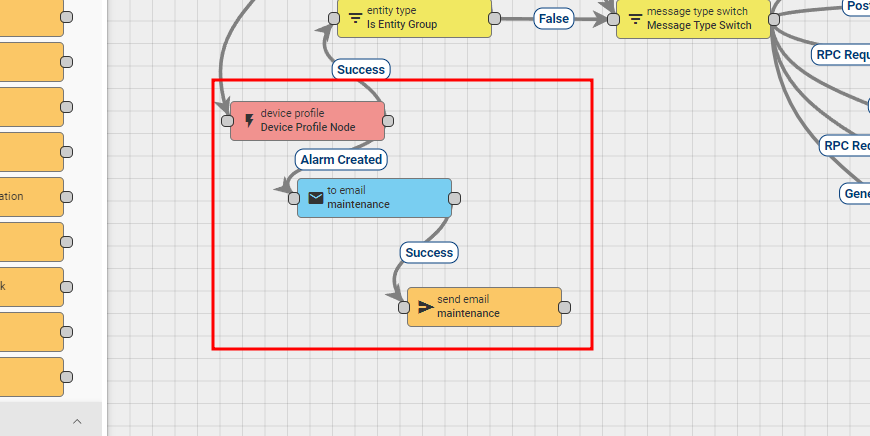 entity type
Is Entity Group
False
message type switch
Message Type Switch
Success
device profile
Device Profile Node
Alarm Created
to email
maintenance
Success
send email
maintenance
Post
RPC Requ
RPC Req
Gene
ation
k